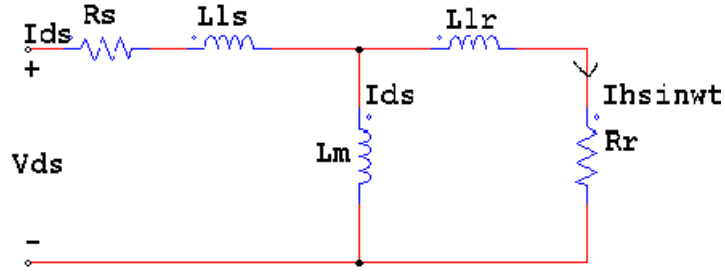 Rs
Lls
Llr
Ids
+
Ids
Ihsinwt
Lm
Rr
Vds
-